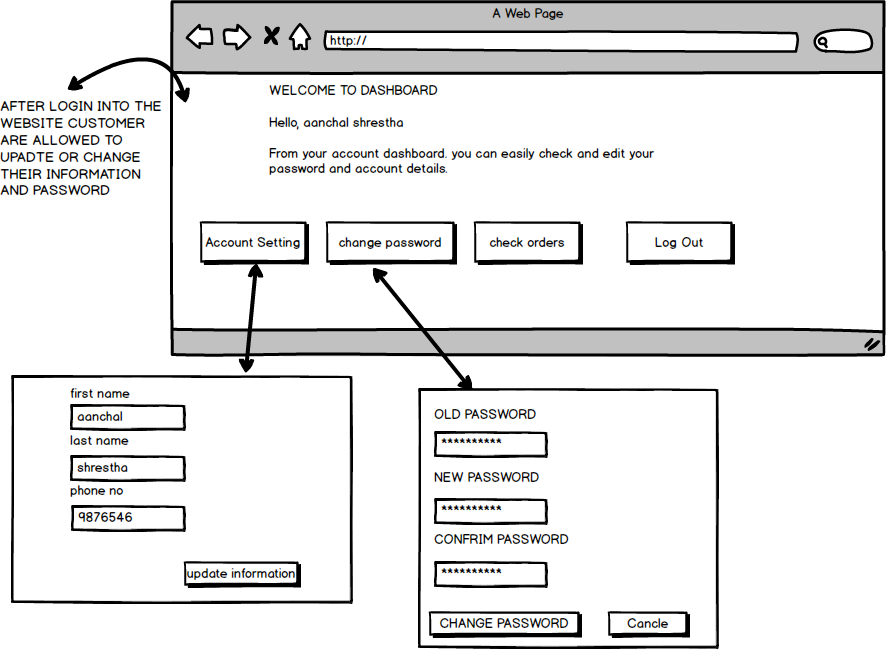 A Web Page
http://
WELCOME TO DASHBOARD
Hello, aanchal shrestha
From your account dashboard. you can easily check and edit your
password and account details.
AFTER LOGIN INTO THE
WEBSITE CUSTOMER
ARE ALLOWED TO
UPADTE OR CHANGE
THEIR INFORMATION
AND PASSWORD
Account Setting
change password
check orders
Log Out
first name
aanchal
last name
shrestha
phone no
9876546
update information
OLD PASSWORD
**********
NEW PASSWORD
**********
CONFRIM PASSWORD
**********
CHANGE PASSWORD
Cancle